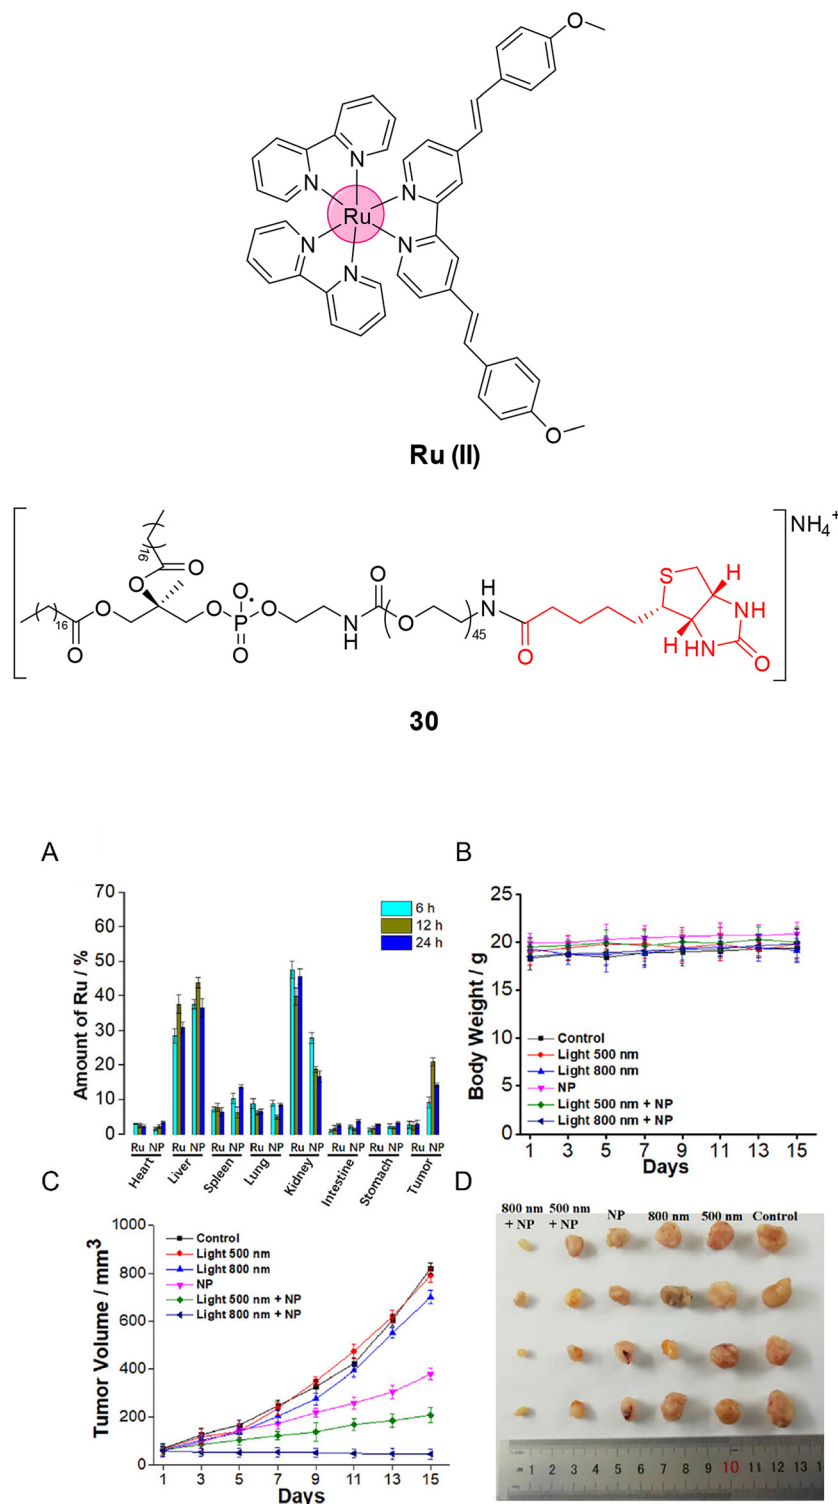 O
N
N
N
N
Ru
N
N
N
N
O
Ru (II)
NH4+
16
O
O
16
O
O
O
O•
P
O
O
N
H
O
O
45
H
N
O
S
H
H
NH
HN
O
30
A
B
70
60
50
40
30
20
10
0
Amount of Ru / %
6 h
12 h
24 h
Ru NP Ru NP Ru NP Ru NP Ru NP Ru NP Ru NP Ru NP
Heart Liver Spleen Lung Kidney Intestine Stomach Tumor
25
20
15
10
5
0
Body Weight / g
Control
Light 500 nm
Light 800 nm
NP
Light 500 nm + NP
Light 800 nm + NP
1 3 5 7 9 11 13 15
Days
C
D
1000
800
600
400
200
0
Tumor Volume / mm3
Control
Light 500 nm
Light 800 nm
NP
Light 500 nm + NP
Light 800 nm + NP
1 3 5 7 9 11 13 15
Days
800 nm + NP
500 nm + NP
NP
800 nm
500 nm
Control
1 2 3 4 5 6 7 8 9 10 11 12 13